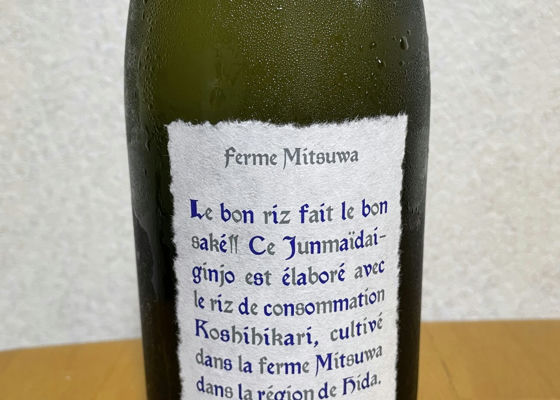 Ferme Mitsuwa
Le bon riz fait le bon
saké!! Ce Junmaïdai-
ginjo est élaboré avec
le riz de consommation
Koshihikari, cultivé
dans la ferme Mitsuwa
dans la région de Hida.